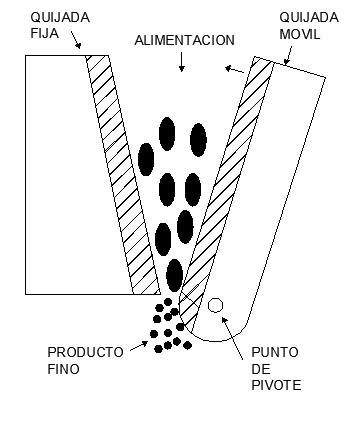 QUIJADA
FIJA
ALIMENTACION
QUIJADA
MOVIL
PRODUCTO
FINO
PUNTO
DE
PIVOTE